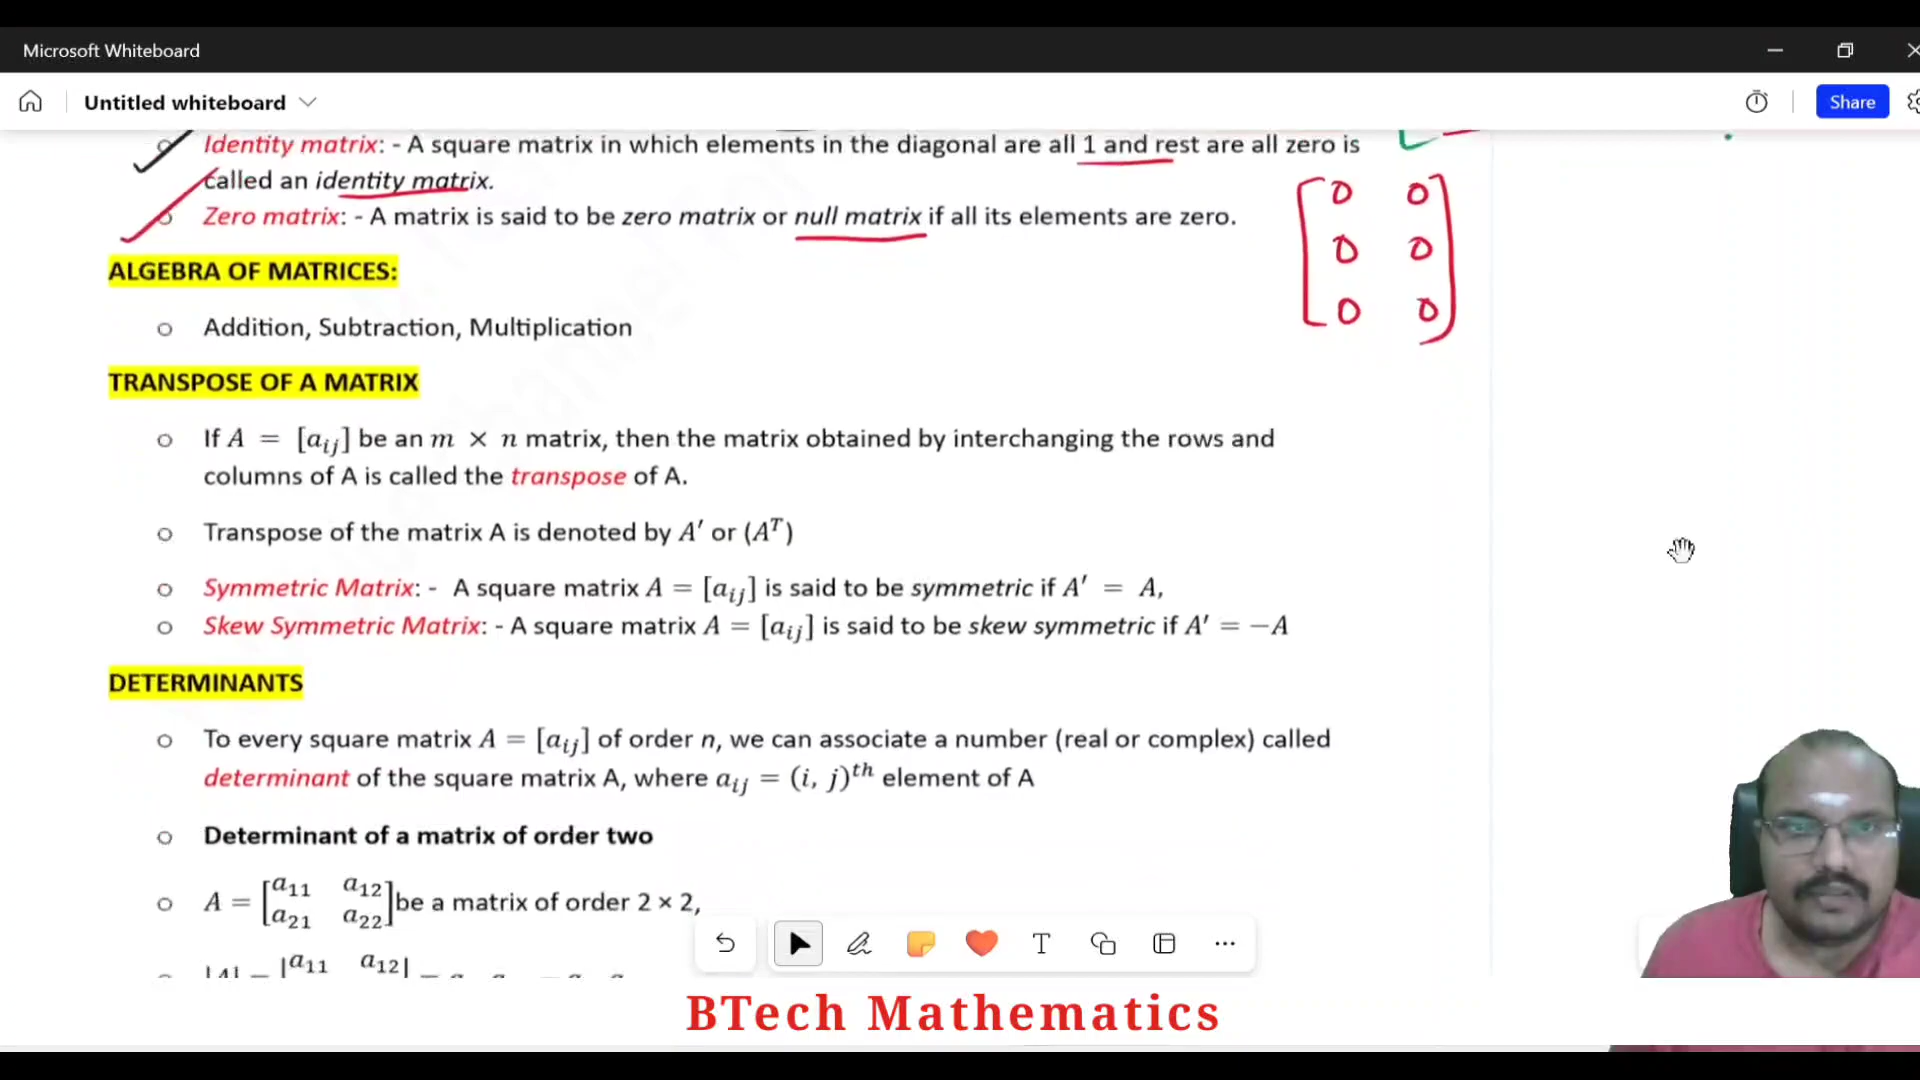 Microsoft Whiteboard
Untitled whiteboard
Share
Identity matrix: - A square matrix in which elements in the diagonal are all 1 and rest are all zero is
called an identity matrix.
Zero matrix: - A matrix is said to be zero matrix or null matrix if all its elements are zero.
0 0
0 0
0 0
ALGEBRA OF MATRICES:
Addition, Subtraction, Multiplication
TRANSPOSE OF A MATRIX
If A = [aij] be an m × n matrix, then the matrix obtained by interchanging the rows and
columns of A is called the transpose of A.
Transpose of the matrix A is denoted by A′ or (Aᵀ)
Symmetric Matrix: - A square matrix A = [aij] is said to be symmetric if A′ = A,
Skew Symmetric Matrix: - A square matrix A = [aij] is said to be skew symmetric if A′ = −A
DETERMINANTS
To every square matrix A = [aij] of order n, we can associate a number (real or complex) called
determinant of the square matrix A, where aij = (i, j)th element of A
Determinant of a matrix of order two
A = [a11 a12
a21 a22] be a matrix of order 2 × 2,
|A| = |a11 a12|
BTech Mathematics